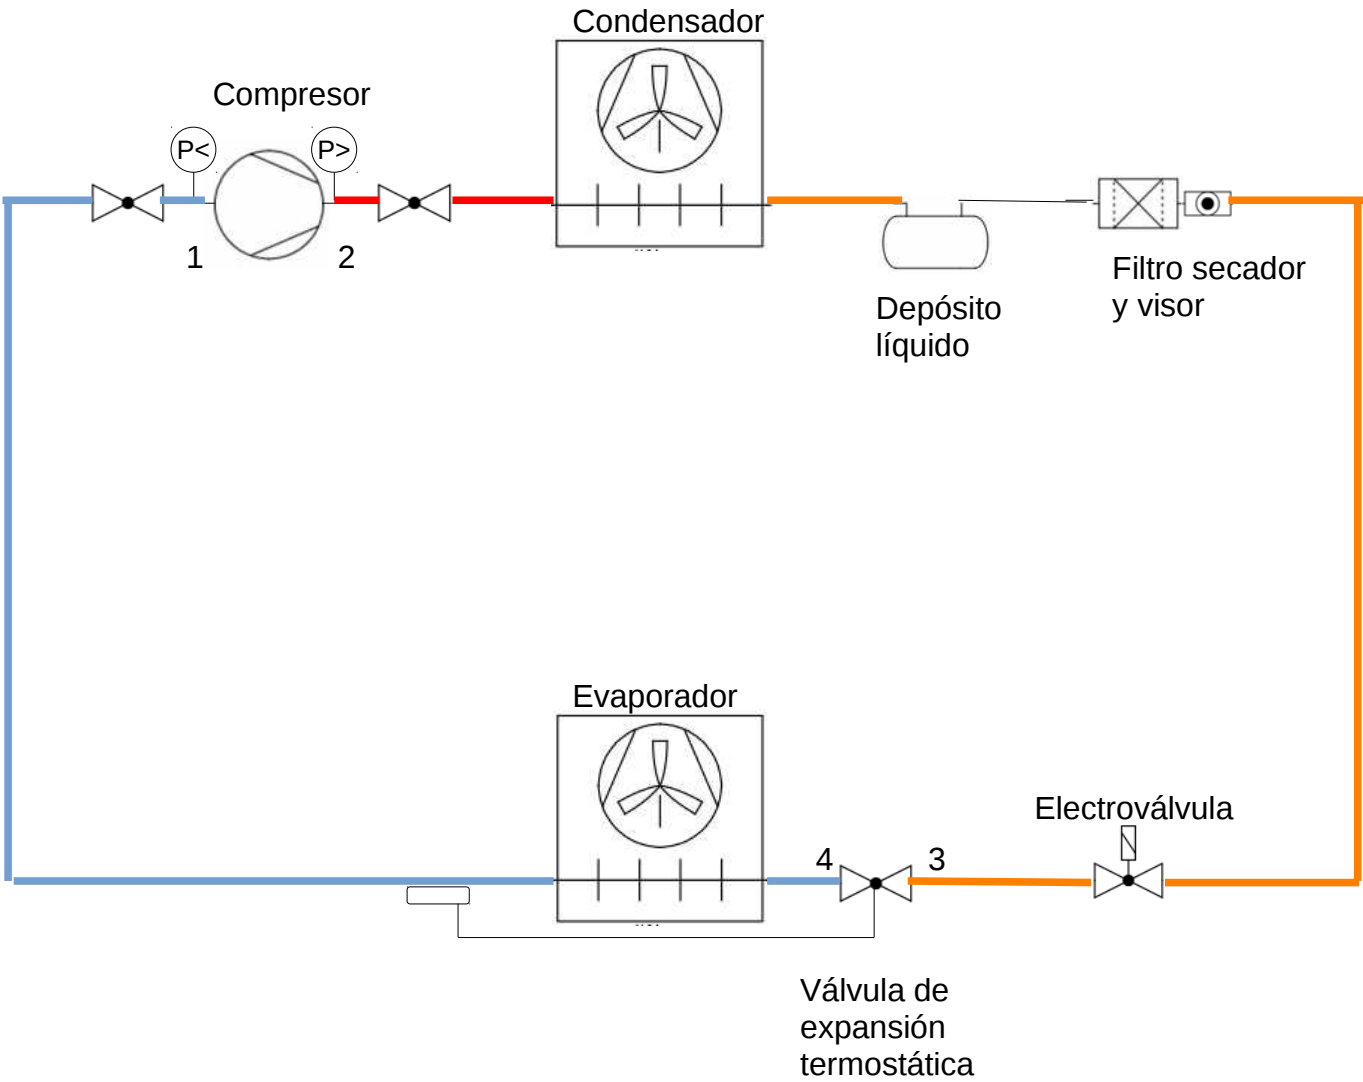 Condensador
Compresor
P<
P>
1
2
Filtro secador
y visor
Depósito
líquido
Evaporador
Electroválvula
4
3
Válvula de
expansión
termostática